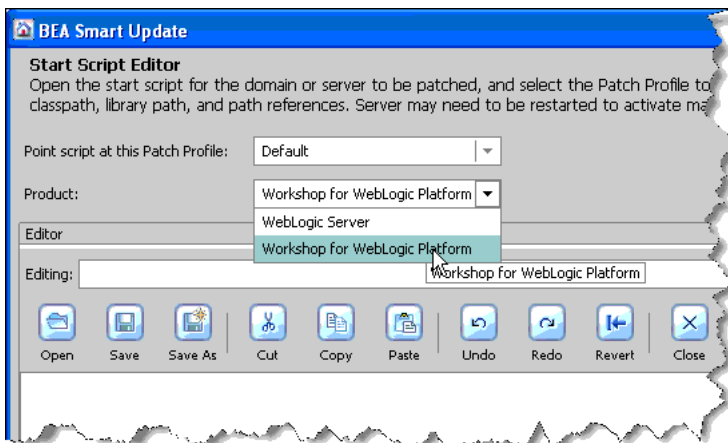 BEA Smart Update
Start Script Editor
Open the start script for the domain or server to be patched, and select the Patch Profile to
classpath, library path, and path references. Server may need to be restarted to activate
Point script at this Patch Profile: Default
Product: Workshop for WebLogic Platform
WebLogic Server
Workshop for WebLogic Platform
Workshop for WebLogic Platform
Editor
Editing:
Open Save Save As Cut Copy Paste Undo Redo Revert Close